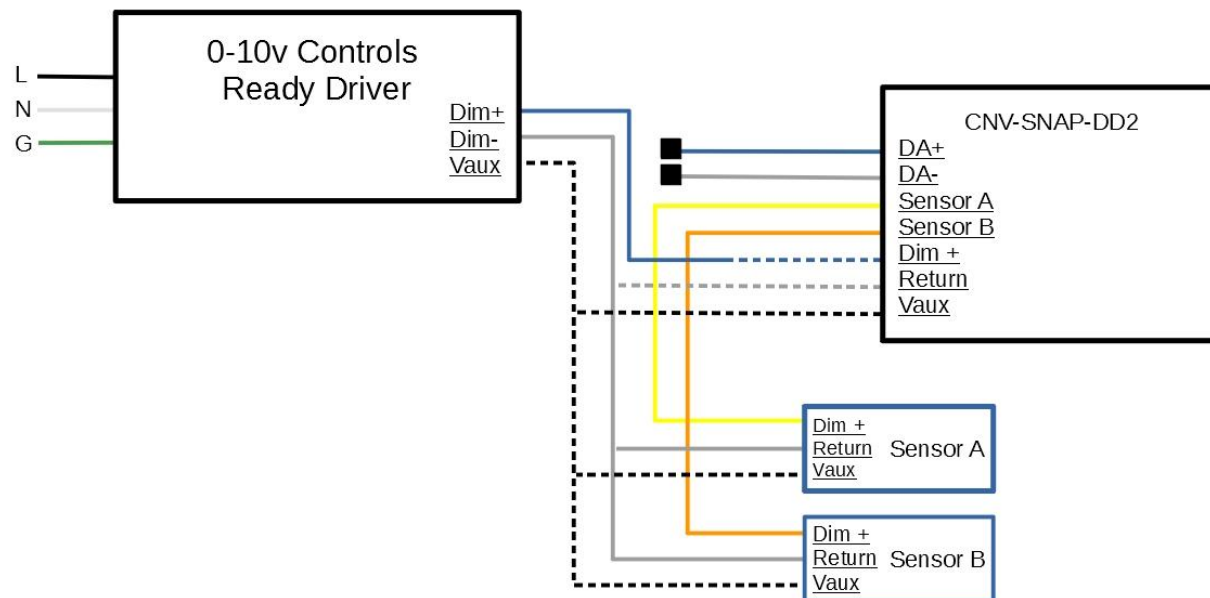 0-10v Controls
Ready Driver
L
N
G
Dim+
Dim-
Vaux
CNV-SNAP-DD2
DA+
DA-
Sensor A
Sensor B
Dim +
Return
Vaux
Dim +
Return
Vaux
Sensor A
Dim +
Return
Vaux
Sensor B